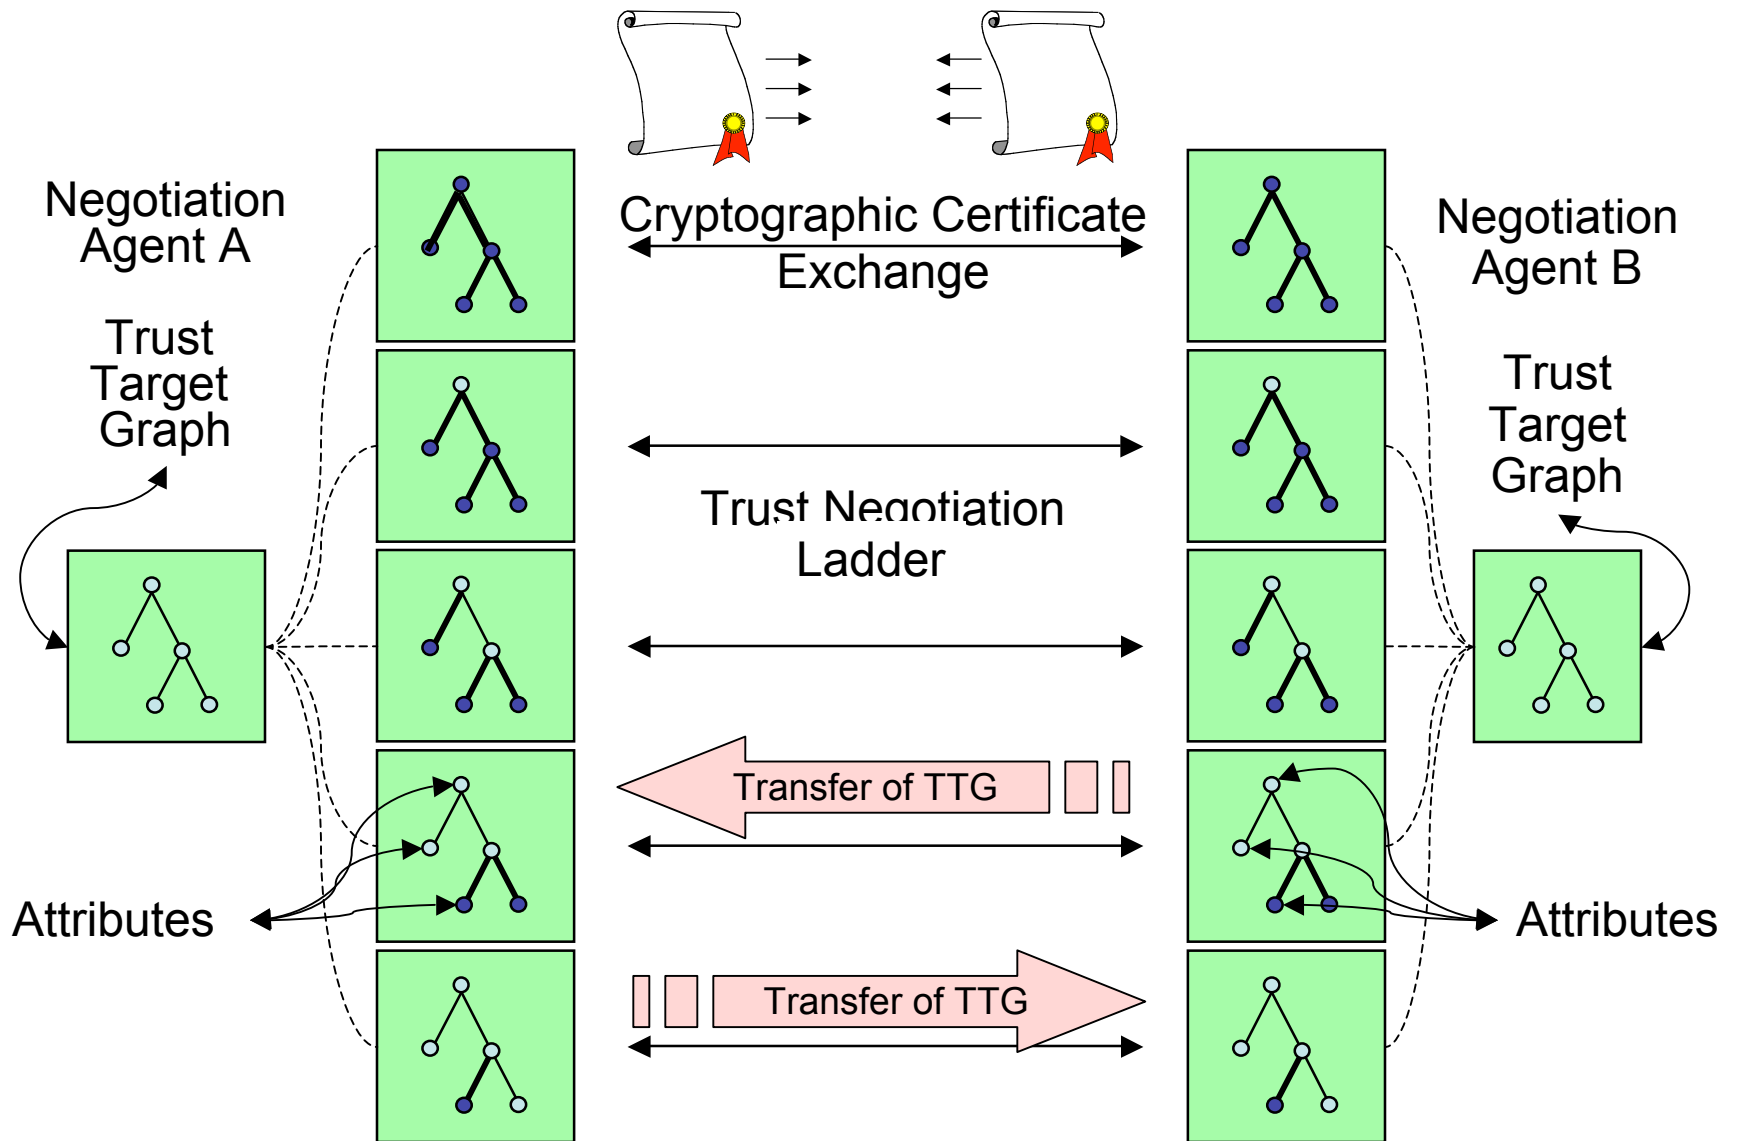 Negotiation
Agent A
Cryptographic Certificate
Exchange
Negotiation
Agent B
Trust
Target
Graph
Trust
Target
Graph
Trust Negotiation
Ladder
Transfer of TTG
Attributes
Attributes
Transfer of TTG